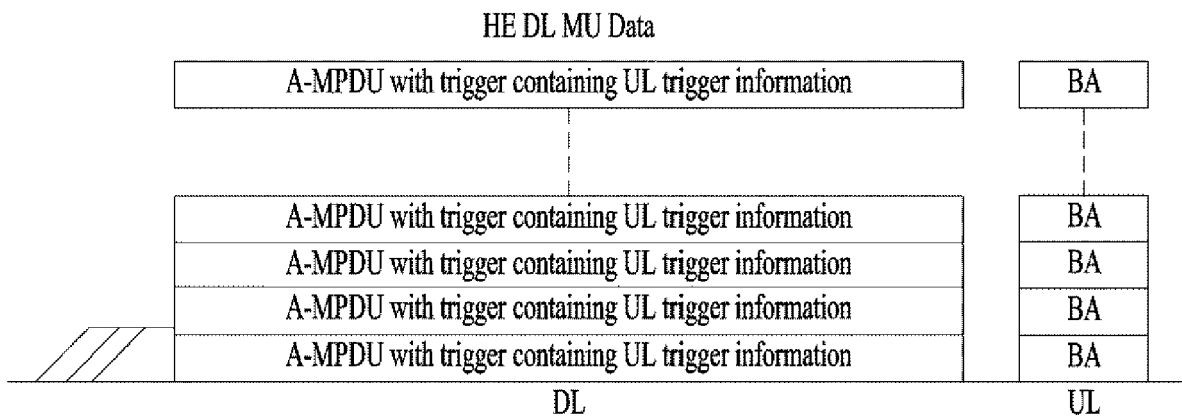 HE DL MU Data
A-MPDU with trigger containing UL trigger information BA
A-MPDU with trigger containing UL trigger information BA
A-MPDU with trigger containing UL trigger information BA
A-MPDU with trigger containing UL trigger information BA
A-MPDU with trigger containing UL trigger information BA
DL UL